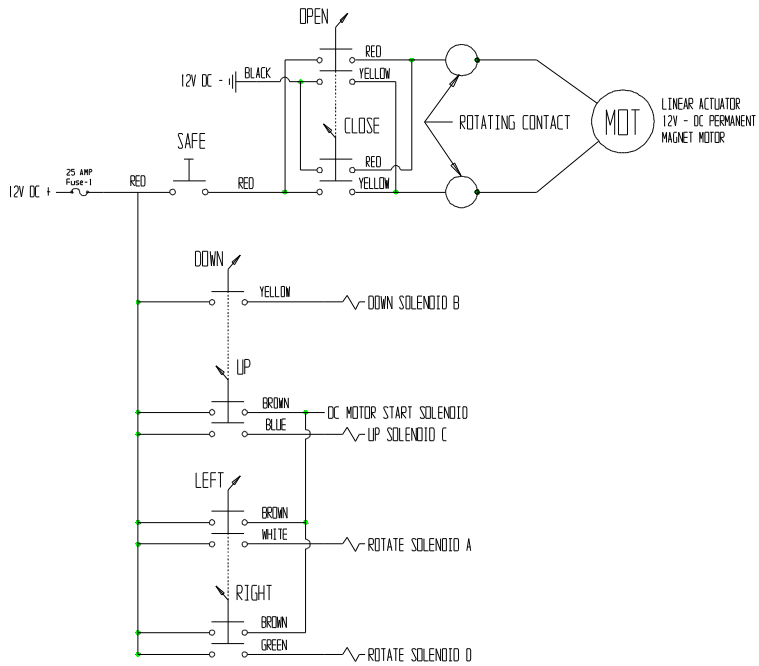 OPEN
RED
12V DC -
BLACK
YELLOW
CLOSE
ROTATING CONTACT
MOT
LINEAR ACTUATOR
12V - DC PERMANENT
MAGNET MOTOR
SAFE
RED
25 AMP
Fuse-1
12V DC +
RED
RED
YELLOW
DOWN
YELLOW
DOWN SOLENOID B
UP
BROWN
DC MOTOR START SOLENOID
BLUE
UP SOLENOID C
LEFT
BROWN
WHITE
ROTATE SOLENOID A
RIGHT
BROWN
GREEN
ROTATE SOLENOID D